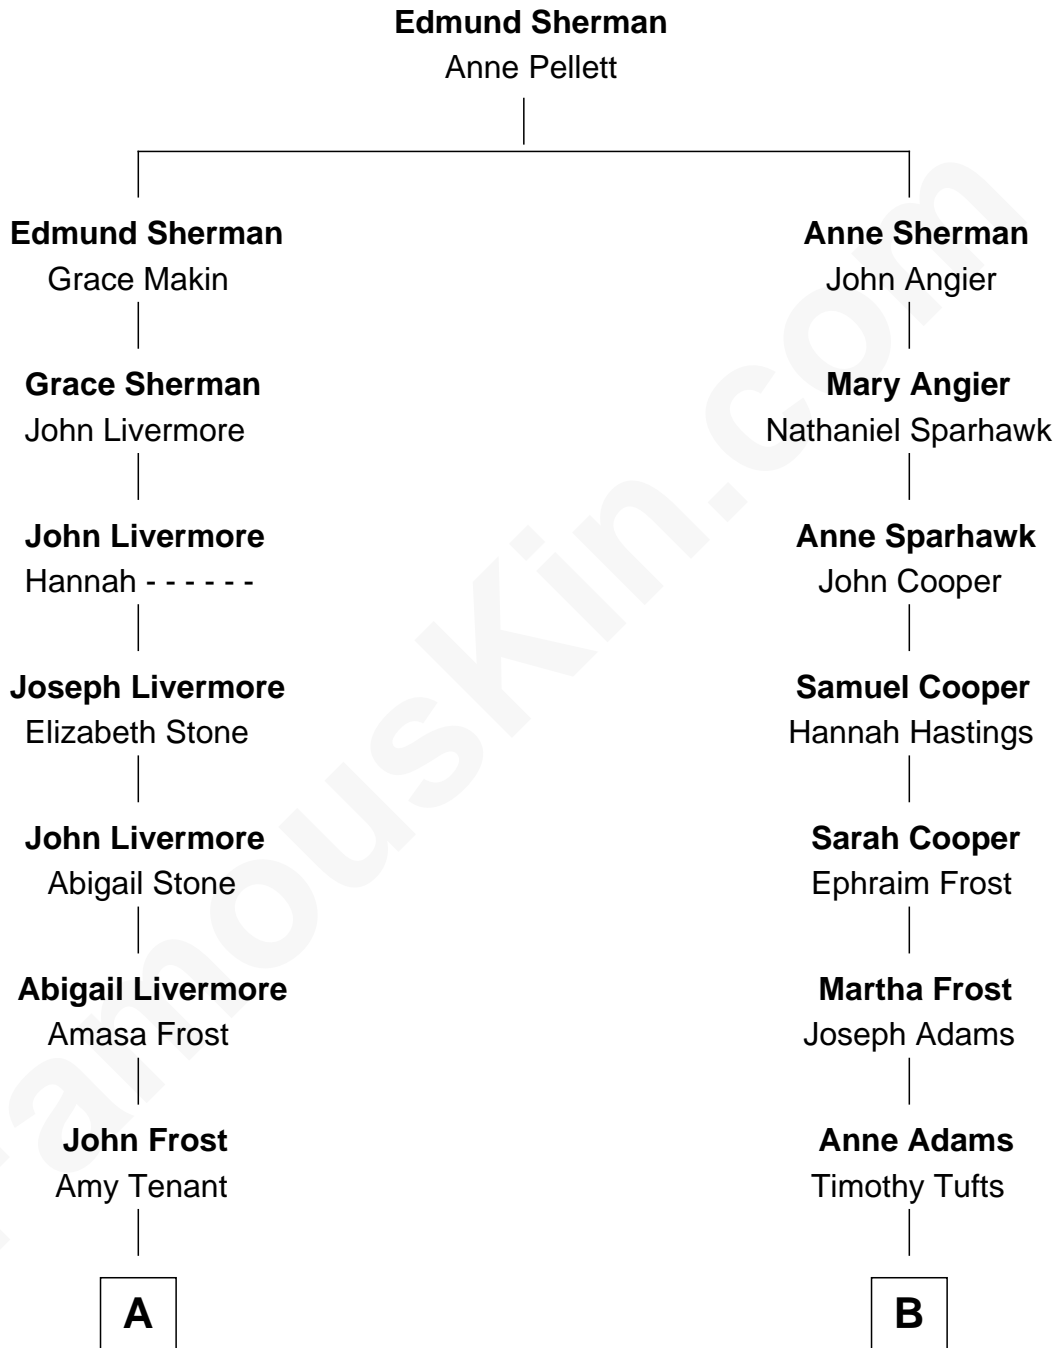 Edmund Sherman
Anne Pellett
Edmund Sherman
Grace Makin
Anne Sherman
John Angier
Grace Sherman
John Livermore
Mary Angier
Nathaniel Sparhawk
John Livermore
Hannah - - - - - -
Anne Sparhawk
John Cooper
Joseph Livermore
Elizabeth Stone
Samuel Cooper
Hannah Hastings
John Livermore
Abigail Stone
Sarah Cooper
Ephraim Frost
Abigail Livermore
Amasa Frost
Martha Frost
Joseph Adams
John Frost
Amy Tenant
Anne Adams
Timothy Tufts
A
B
FamousKin.com